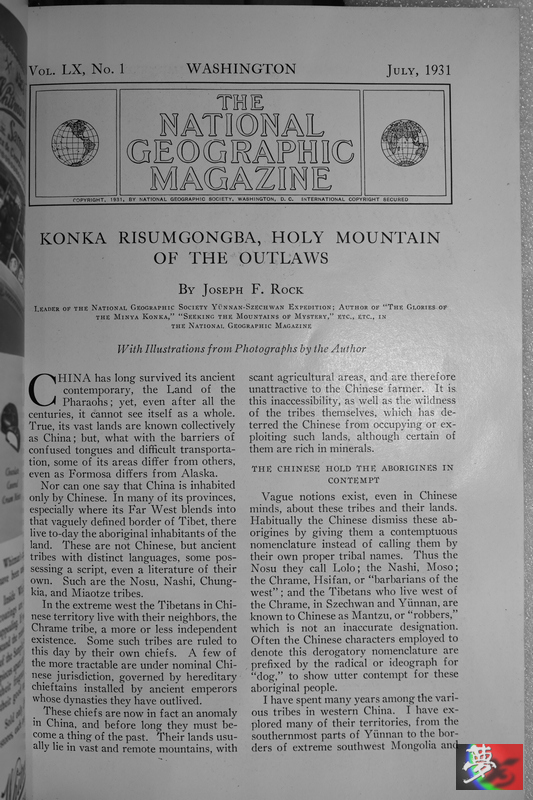 VOL. LX, No. 1 WASHINGTON JULY, 1931
THE
NATIONAL
GEOGRAPHIC
MAGAZINE
COPYRIGHT, 1931, BY NATIONAL GEOGRAPHIC SOCIETY, WASHINGTON, D. C. INTERNATIONAL COPYRIGHT SECURED
KONKA RISUMGONGBA, HOLY MOUNTAIN
OF THE OUTLAWS
BY JOSEPH F. ROCK
LEADER OF THE NATIONAL GEOGRAPHIC SOCIETY YÜNNAN-SZECHWAN EXPEDITION; AUTHOR OF "THE GLORIES OF
THE MINYA KONKA," "SEEKING THE MOUNTAINS OF MYSTERY," ETC., ETC., IN
THE NATIONAL GEOGRAPHIC MAGAZINE
With Illustrations from Photographs by the Author
CHINA has long survived its ancient
contemporary, the Land of the
Pharaohs; yet, even after all the
centuries, it cannot see itself as a whole.
True, its vast lands are known collectively
as China; but, what with the barriers of
confused tongues and difficult transporta-
tion, some of its areas differ from others,
even as Formosa differs from Alaska.
Nor can one say that China is inhabited
only by Chinese. In many of its provinces,
especially where its Far West blends into
that vaguely defined border of Tibet, there
live to-day the aboriginal inhabitants of the
land. These are not Chinese, but ancient
tribes with distinct languages, some pos-
sessing a script, even a literature of their
own. Such are the Nosu, Nashi, Chung-
kia, and Miaotze tribes.
In the extreme west the Tibetans in Chi-
nese territory live with their neighbors, the
Chrame tribe, a more or less independent
existence. Some such tribes are ruled to
this day by their own chiefs. A few of
the more tractable are under nominal Chi-
nese jurisdiction, governed by hereditary
chieftains installed by ancient emperors
whose dynasties they have outlived.
These chiefs are now in fact an anomaly
in China, and before long they must be-
come a thing of the past. Their lands usu-
ally lie in vast and remote mountains, with
scant agricultural areas, and are therefore
unattractive to the Chinese farmer. It is
this inaccessibility, as well as the wildness
of the tribes themselves, which has de-
terred the Chinese from occupying or ex-
ploiting such lands, although certain of
them are rich in minerals.
THE CHINESE HOLD THE ABORIGINES IN
CONTEMPT
Vague notions exist, even in Chinese
minds, about these tribes and their lands.
Habitually the Chinese dismiss these ab-
origines by giving them a contemptuous
nomenclature instead of calling them by
their own proper tribal names. Thus the
Nosu they call Lolo; the Nashi, Moso;
the Chrame, Hsifan, or "barbarians of the
west"; and the Tibetans who live west of
the Chrame, in Szechwan and Yünnan, are
known to Chinese as Mantzu, or "robbers,"
which is not an inaccurate designation.
Often the Chinese characters employed to
denote this derogatory nomenclature are
prefixed by the radical or ideograph for
"dog," to show utter contempt for these
aboriginal people.
I have spent many years among the vari-
ous tribes in western China. I have ex-
plored many of their territories, from the
southernmost parts of Yünnan to the bor-
ders of extreme southwest Mongolia and
夢